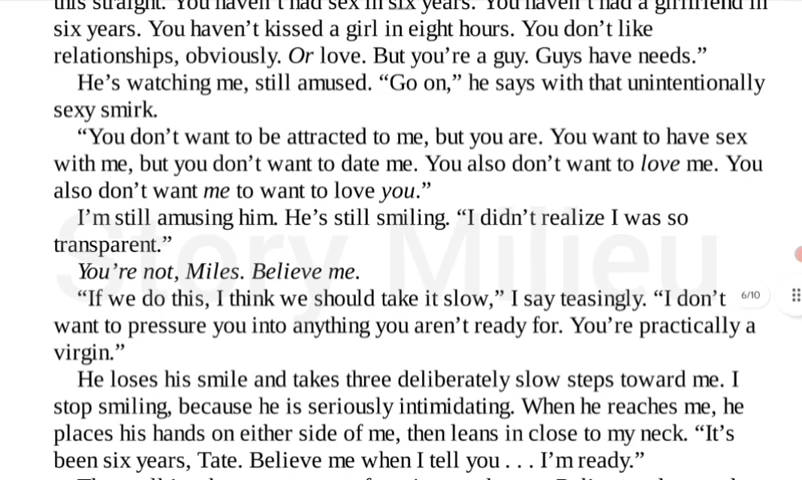 this straight. You haven't had sex in six years. You haven't had a girlfriend in
six years. You haven’t kissed a girl in eight hours. You don’t like
relationships, obviously. Or love. But you’re a guy. Guys have needs.”
He’s watching me, still amused. “Go on,” he says with that unintentionally
sexy smirk.
“You don’t want to be attracted to me, but you are. You want to have sex
with me, but you don’t want to date me. You also don’t want to love me. You
also don’t want me to want to love you.”
I’m still amusing him. He’s still smiling. “I didn’t realize I was so
transparent.”
You’re not, Miles. Believe me.
“If we do this, I think we should take it slow,” I say teasingly. “I don’t
6/10
want to pressure you into anything you aren’t ready for. You’re practically a
virgin.”
He loses his smile and takes three deliberately slow steps toward me. I
stop smiling, because he is seriously intimidating. When he reaches me, he
places his hands on either side of me, then leans in close to my neck. “It’s
been six years, Tate. Believe me when I tell you . . . I’m ready.”
Story Milieu